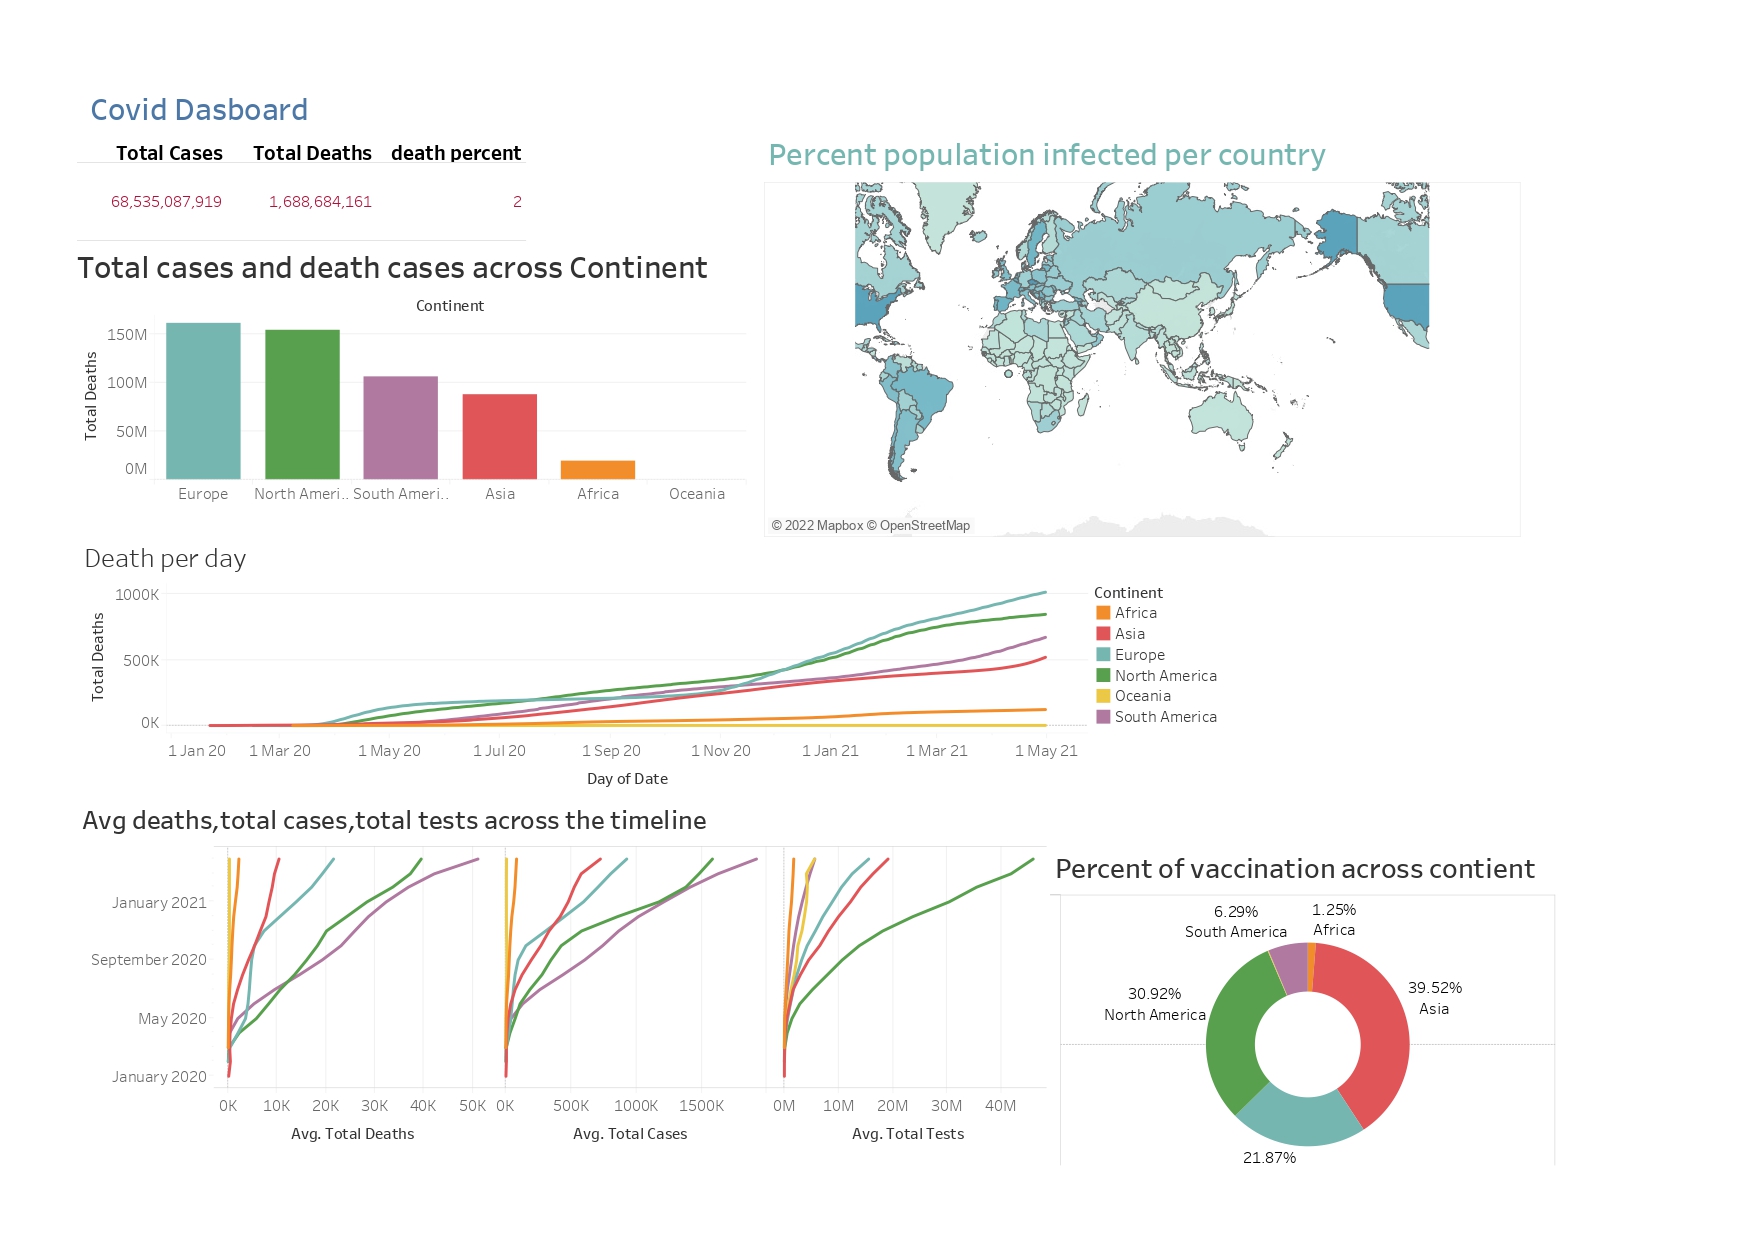 Covid Dasboard
Total Cases Total Deaths death percent
68,535,087,919 1,688,684,161 2
Total cases and death cases across Continent
Continent
Total Deaths
150M
100M
50M
0M
Europe North Ameri.. South Ameri.. Asia Africa Oceania
Percent population infected per country
© 2022 Mapbox © OpenStreetMap
Death per day
Total Deaths
1000K
500K
0K
1 Jan 20 1 Mar 20 1 May 20 1 Jul 20 1 Sep 20 1 Nov 20 1 Jan 21 1 Mar 21 1 May 21
Day of Date
Continent
Africa
Asia
Europe
North America
Oceania
South America
Avg deaths,total cases,total tests across the timeline
January 2021
September 2020
May 2020
January 2020
0K 10K 20K 30K 40K 50K 0K 500K 1000K 1500K 0M 10M 20M 30M 40M
Avg. Total Deaths Avg. Total Cases Avg. Total Tests
Percent of vaccination across contient
6.29%
South America
1.25%
Africa
39.52%
Asia
30.92%
North America
21.87%